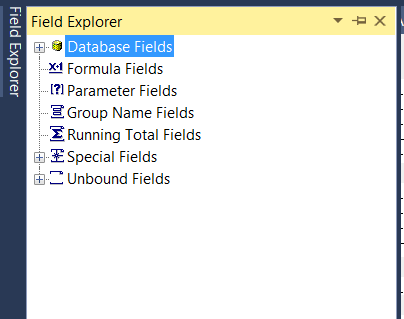 Field Explorer
Field Explorer
Database Fields
Formula Fields
Parameter Fields
Group Name Fields
Running Total Fields
Special Fields
Unbound Fields